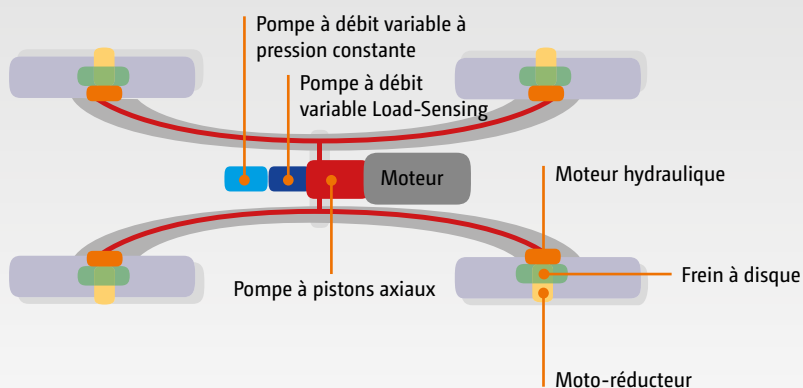 Pompe à débit variable à
pression constante
Pompe à débit
variable Load-Sensing
Moteur
Moteur hydraulique
Pompe à pistons axiaux
Frein à disque
Moto-réducteur